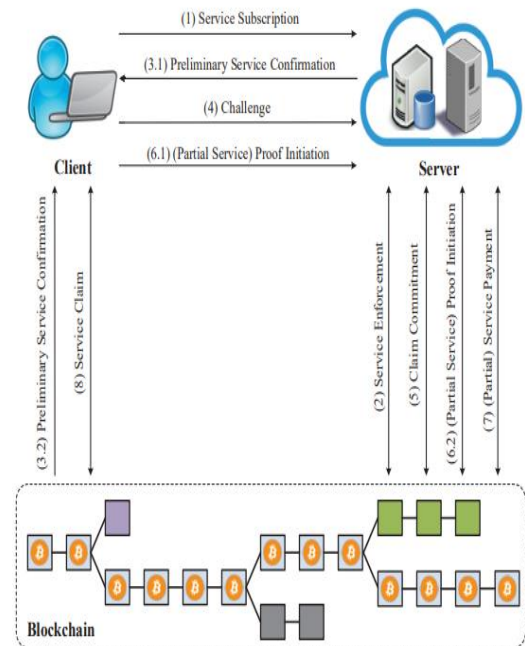 (1) Service Subscription
(3.1) Preliminary Service Confirmation
(4) Challenge
(6.1) (Partial Service) Proof Initiation
Client
Server
(3.2) Preliminary Service Confirmation
(8) Service Claim
(2) Service Enforcement
(5) Claim Commitment
(6.2) (Partial Service) Proof Initiation
(7) (Partial) Service Payment
Blockchain